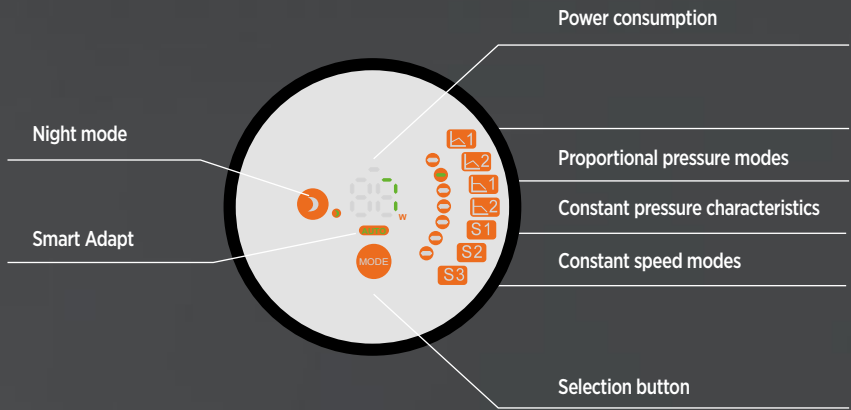 Power consumption
Night mode
Smart Adapt
Proportional pressure modes
Constant pressure characteristics
Constant speed modes
Selection button
1
2
1
2
S1
S2
S3
W
MODE